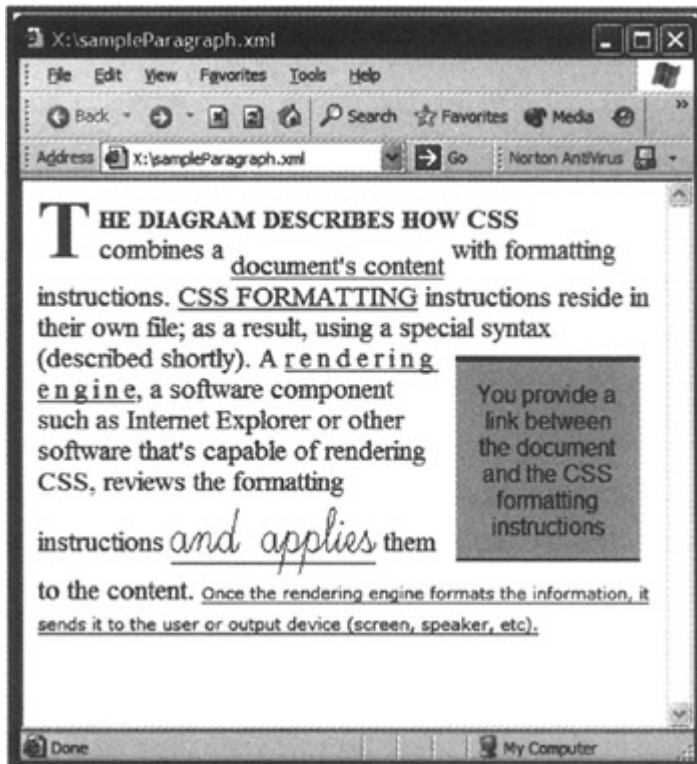 X:\sampleParagraph.xml
File Edit View Favorites Tools Help
Back Search Favorites Media
Address X:\sampleParagraph.xml Go Norton AntiVirus
THE DIAGRAM DESCRIBES HOW CSS
combines a document's content with formatting
instructions. CSS FORMATTING instructions reside in
their own file; as a result, using a special syntax
(described shortly). A rendering
engine, a software component
such as Internet Explorer or other
software that's capable of rendering
CSS, reviews the formatting
instructions and applies them
to the content. Once the rendering engine formats the information, it
sends it to the user or output device (screen, speaker, etc).
You provide a
link between
the document
and the CSS
formatting
instructions
Done My Computer